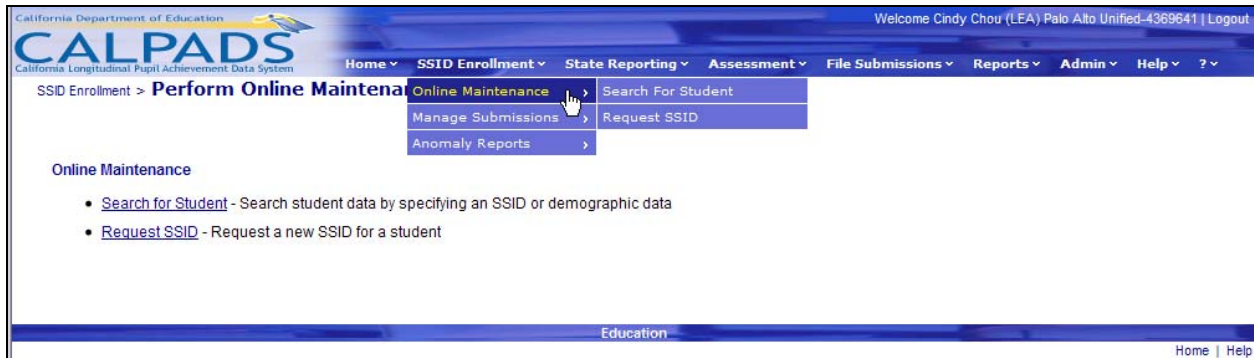 California Department of Education
Welcome Cindy Chou (LEA) Palo Alto Unified-4369641 | Logout
CALPADS
California Longitudinal Pupil Achievement Data System
Home SSID Enrollment State Reporting Assessment File Submissions Reports Admin Help ?
SSID Enrollment > Perform Online Maintenan
Online Maintenance Search For Student
Manage Submissions Request SSID
Anomaly Reports
Online Maintenance
• Search for Student - Search student data by specifying an SSID or demographic data
• Request SSID - Request a new SSID for a student
Education
Home | Help